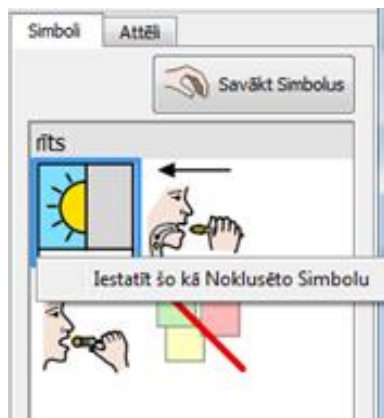 Simboli
Attēli
Savākt Simbolus
rīts
Iestatīt šo kā Noklusēto Simbolu